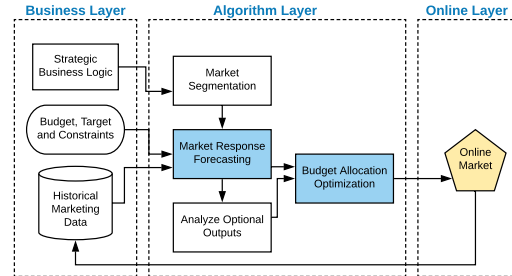 Business Layer
Algorithm Layer
Online Layer
Strategic
Business Logic
Market
Segmentation
Budget, Target
and Constraints
Market Response
Forecasting
Online
Market
Budget Allocation
Optimization
Historical
Marketing
Data
Analyze Optional
Outputs